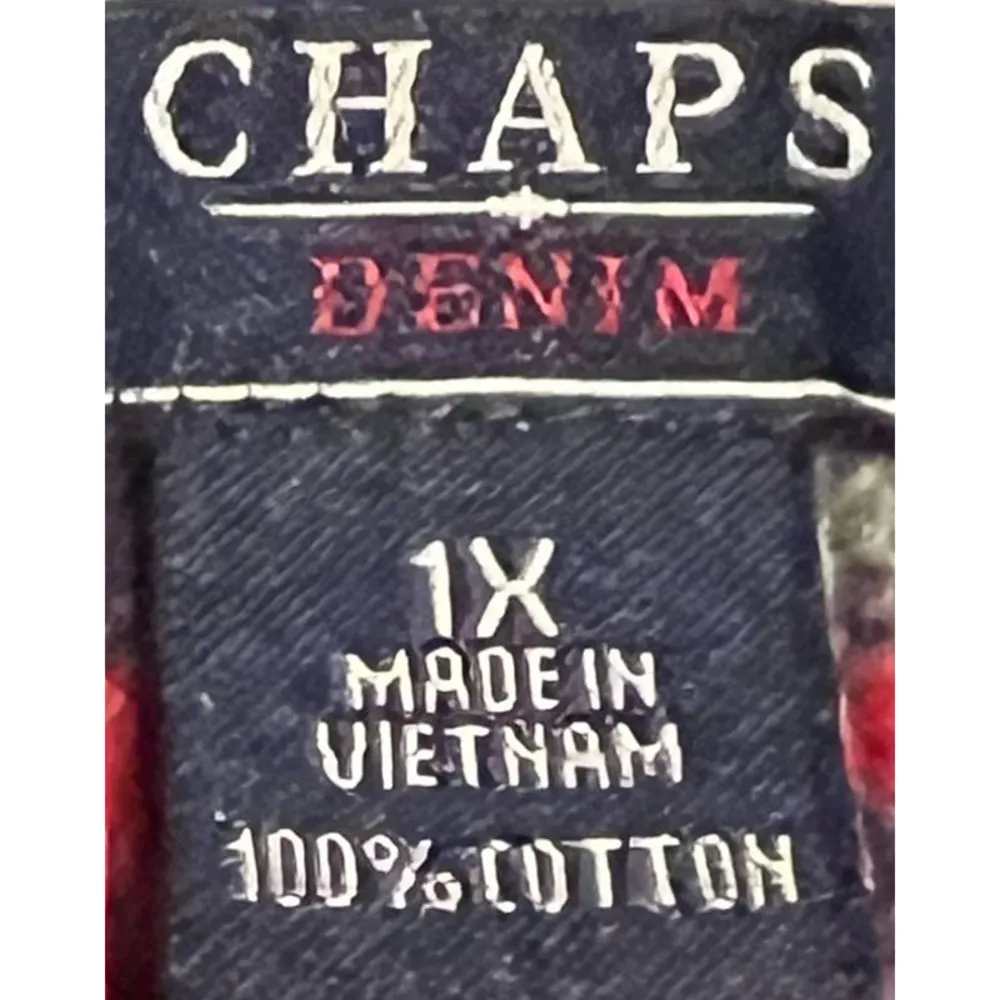 CHAPS
DENIM
1X
MADE IN
VIETNAM
100% COTTON